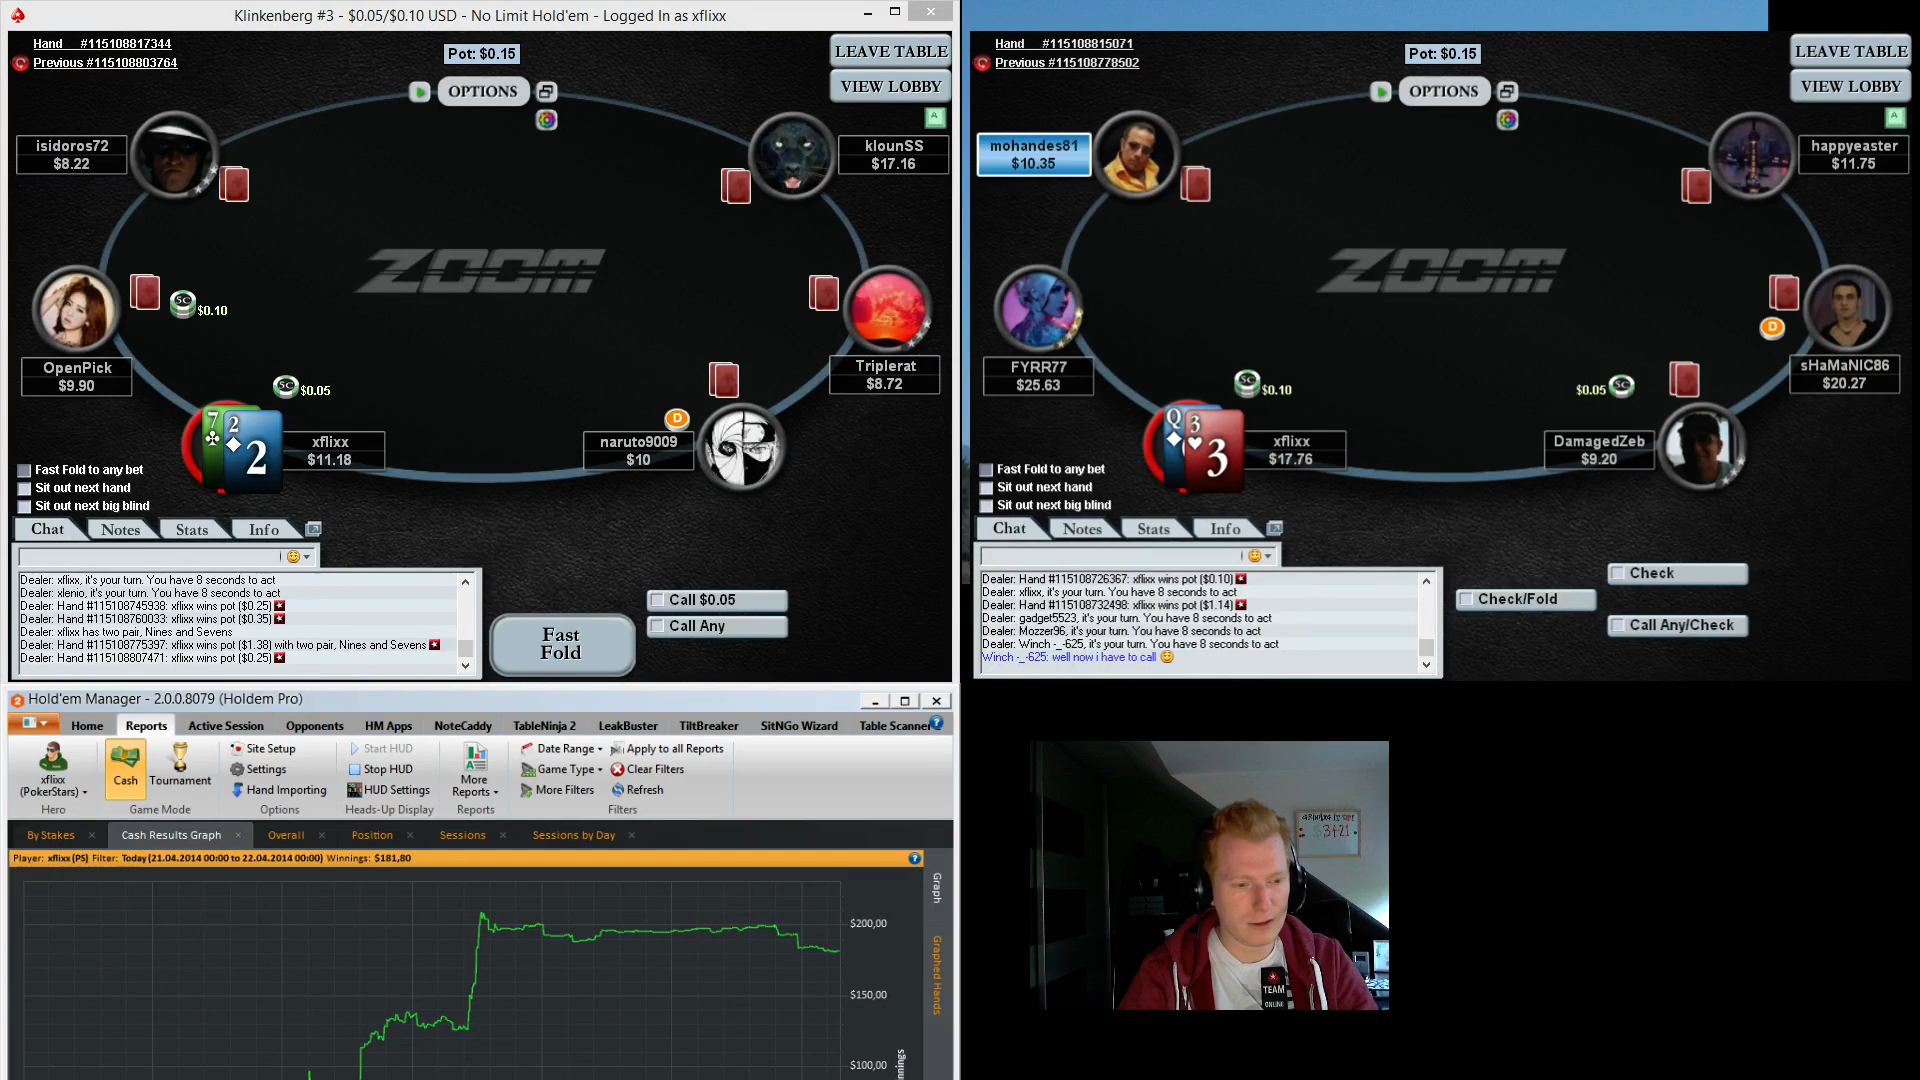 Klinkenberg #3 - $0.05/$0.10 USD - No Limit Hold'em - Logged In as xflixx
Hand #115108817344
Previous #115108803764
Pot: $0.15
LEAVE TABLE
VIEW LOBBY
OPTIONS
A
isidoros72
$8.22
klounSS
$17.16
ZOOM
5C
$0.10
OpenPick
$9.90
Triplerat
$8.72
5C
$0.05
D
7
2
2
xflixx
$11.18
naruto9009
$10
Fast Fold to any bet
Sit out next hand
Sit out next big blind
Chat
Notes
Stats
Info
Dealer: xflixx, it's your turn. You have 8 seconds to act
Dealer: xlenio, it's your turn. You have 8 seconds to act
Dealer: Hand #115108745938: xflixx wins pot ($0.25)
Dealer: Hand #115108760033: xflixx wins pot ($0.35)
Dealer: xflixx has two pair, Nines and Sevens
Dealer: Hand #115108775397: xflixx wins pot ($1.38) with two pair, Nines and Sevens
Dealer: Hand #115108807471: xflixx wins pot ($0.25)
Fast
Fold
Call $0.05
Call Any
Hand #115108815071
Previous #115108778502
Pot: $0.15
LEAVE TABLE
VIEW LOBBY
OPTIONS
A
mohandes81
$10.35
happyeaster
$11.75
ZOOM
D
FYRR77
$25.63
sHaMaNIC86
$20.27
5C
$0.10
$0.05
5C
Q
3
3
xflixx
$17.76
DamagedZeb
$9.20
Fast Fold to any bet
Sit out next hand
Sit out next big blind
Chat
Notes
Stats
Info
Dealer: Hand #115108726367: xflixx wins pot ($0.10)
Dealer: xflixx, it's your turn. You have 8 seconds to act
Dealer: Hand #115108732498: xflixx wins pot ($1.14)
Dealer: gadget5523, it's your turn. You have 8 seconds to act
Dealer: Mozzer96, it's your turn. You have 8 seconds to act
Dealer: Winch -_-625, it's your turn. You have 8 seconds to act
Winch -_-625: well now i have to call
Check/Fold
Check
Call Any/Check
Hold'em Manager - 2.0.0.8079 (Holdem Pro)
Home
Reports
Active Session
Opponents
HM Apps
NoteCaddy
TableNinja 2
LeakBuster
TiltBreaker
SitNGo Wizard
Table Scanner
xflixx
(PokerStars)
Hero
Cash
Tournament
Game Mode
Site Setup
Settings
Hand Importing
Options
Start HUD
Stop HUD
HUD Settings
Heads-Up Display
More
Reports
Reports
Date Range
Game Type
More Filters
Apply to all Reports
Clear Filters
Refresh
Filters
By Stakes
Cash Results Graph
Overall
Position
Sessions
Sessions by Day
Player: xflixx (PS) Filter: Today (21.04.2014 00:00 to 22.04.2014 00:00) Winnings: $181,80
Graph
Graphed Hands
$200,00
$150,00
$100,00
nnings
$3421
TEAM
ONLINE